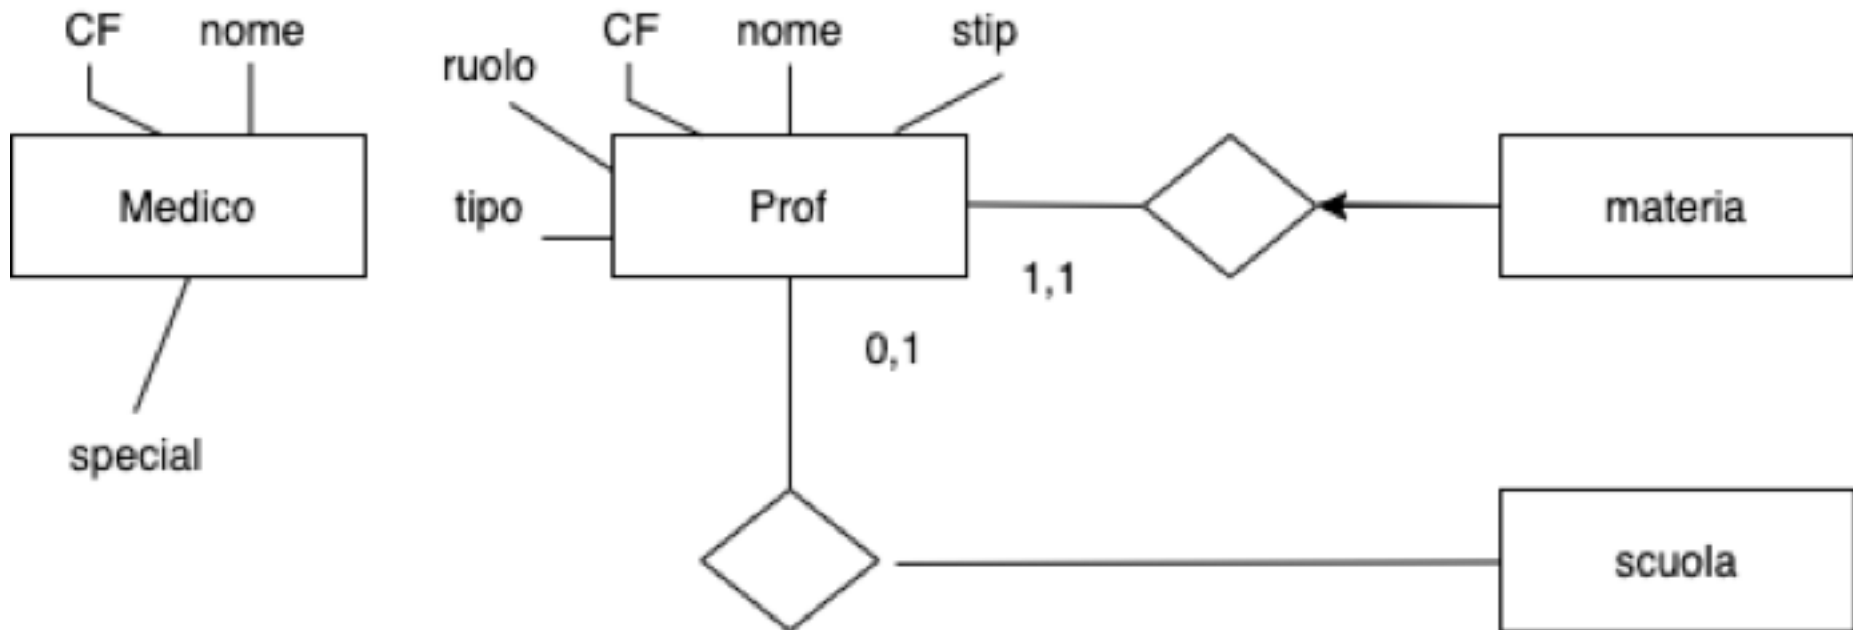 CF nome
CF nome stip
ruolo
Medico
tipo
Prof
materia
1,1
0,1
special
scuola